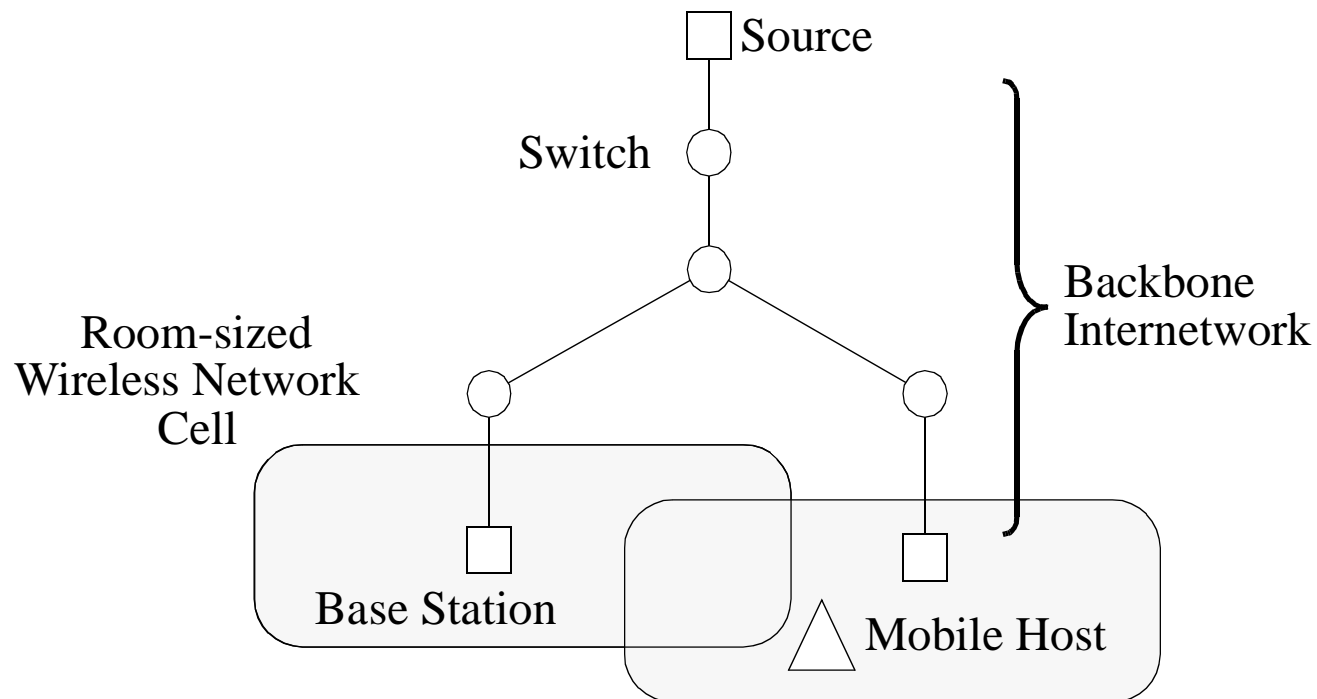 Source
Switch
Backbone
Internetwork
Room-sized
Wireless Network
Cell
Base Station
Mobile Host